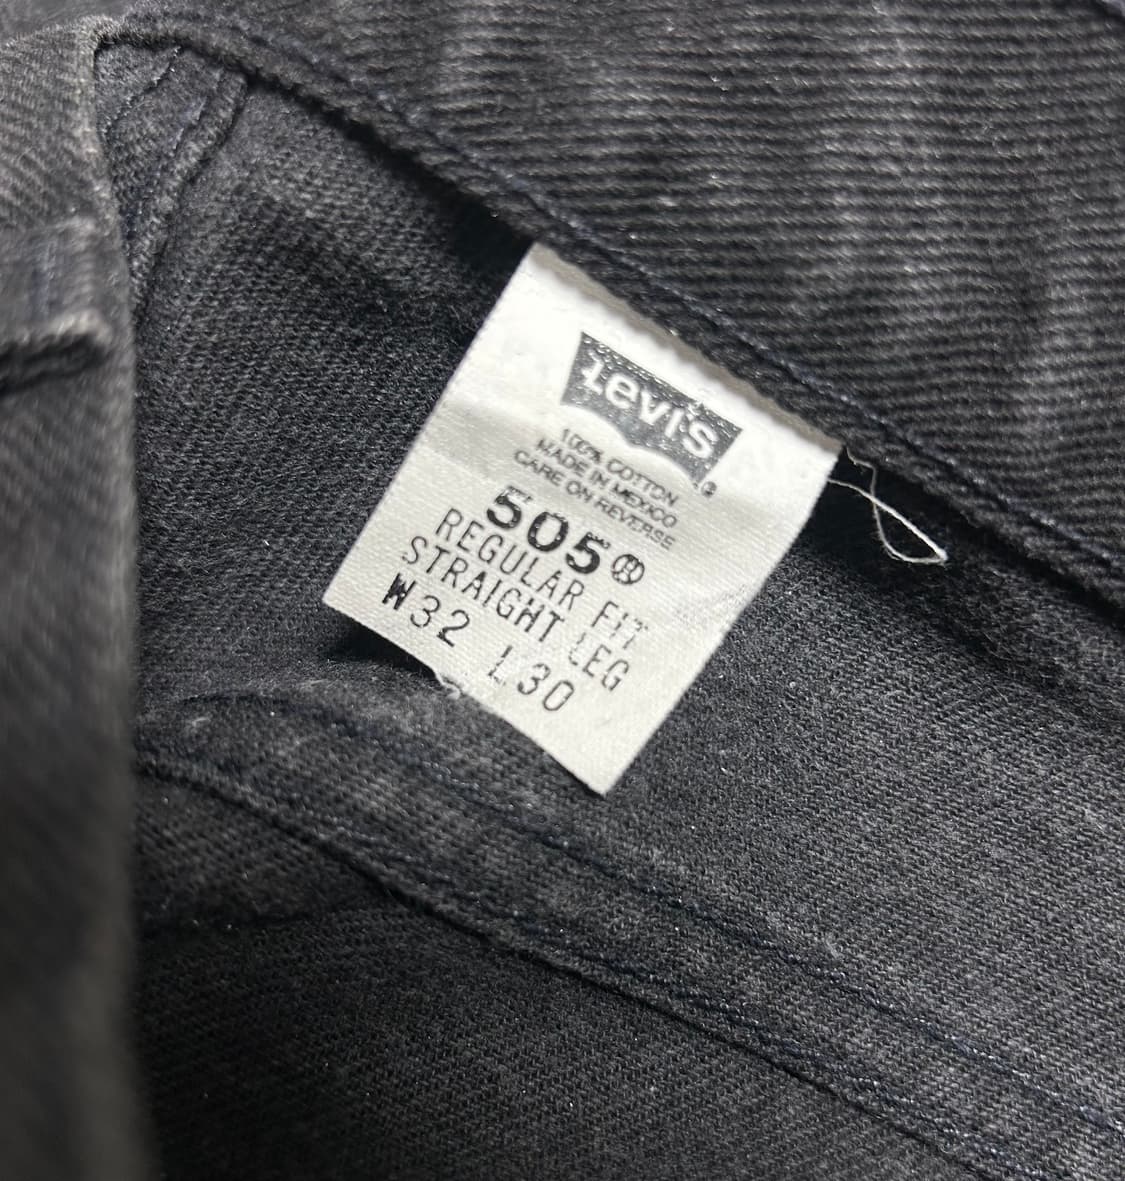 Levi's
100% COTTON
MADE IN MEXICO
CARE ON REVERSE
505®
REGULAR FIT
STRAIGHT LEG
W32 L30